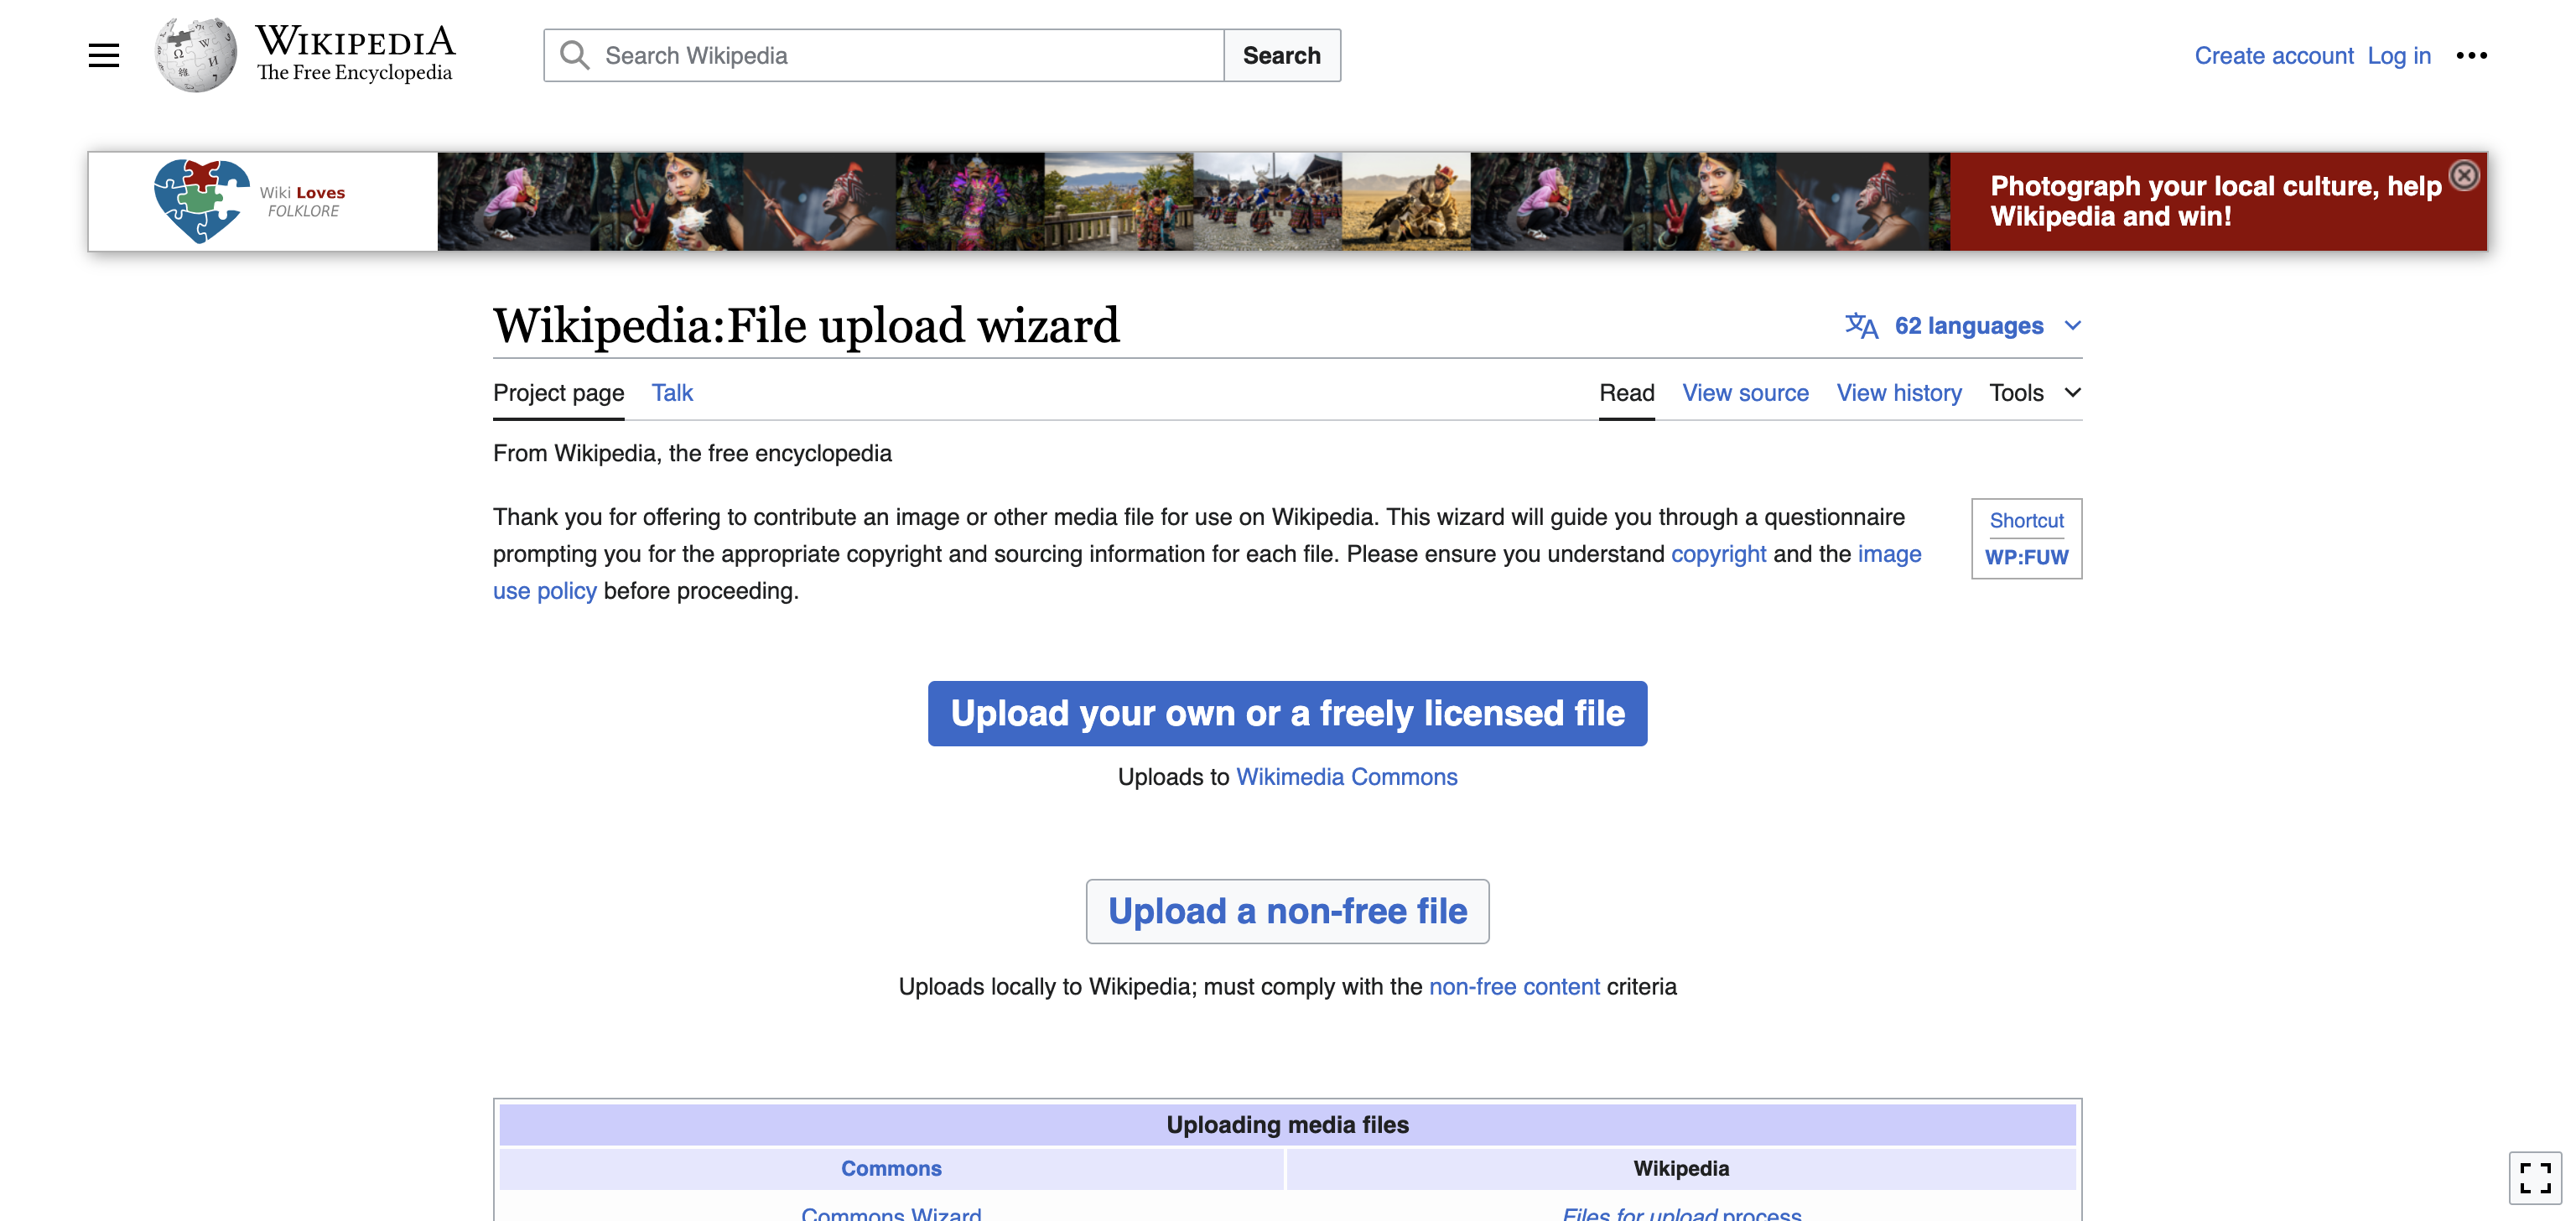 WIKIPEDIA
The Free Encyclopedia
Search Wikipedia
Search
Create account Log in
Wiki Loves
FOLKLORE
Photograph your local culture, help
Wikipedia and win!
Wikipedia:File upload wizard
62 languages
Project page Talk
Read View source View history Tools
From Wikipedia, the free encyclopedia
Thank you for offering to contribute an image or other media file for use on Wikipedia. This wizard will guide you through a questionnaire
prompting you for the appropriate copyright and sourcing information for each file. Please ensure you understand copyright and the image
use policy before proceeding.
Shortcut
WP:FUW
Upload your own or a freely licensed file
Uploads to Wikimedia Commons
Upload a non-free file
Uploads locally to Wikipedia; must comply with the non-free content criteria
Uploading media files
Commons Wikipedia
Commons Wizard Files for upload process